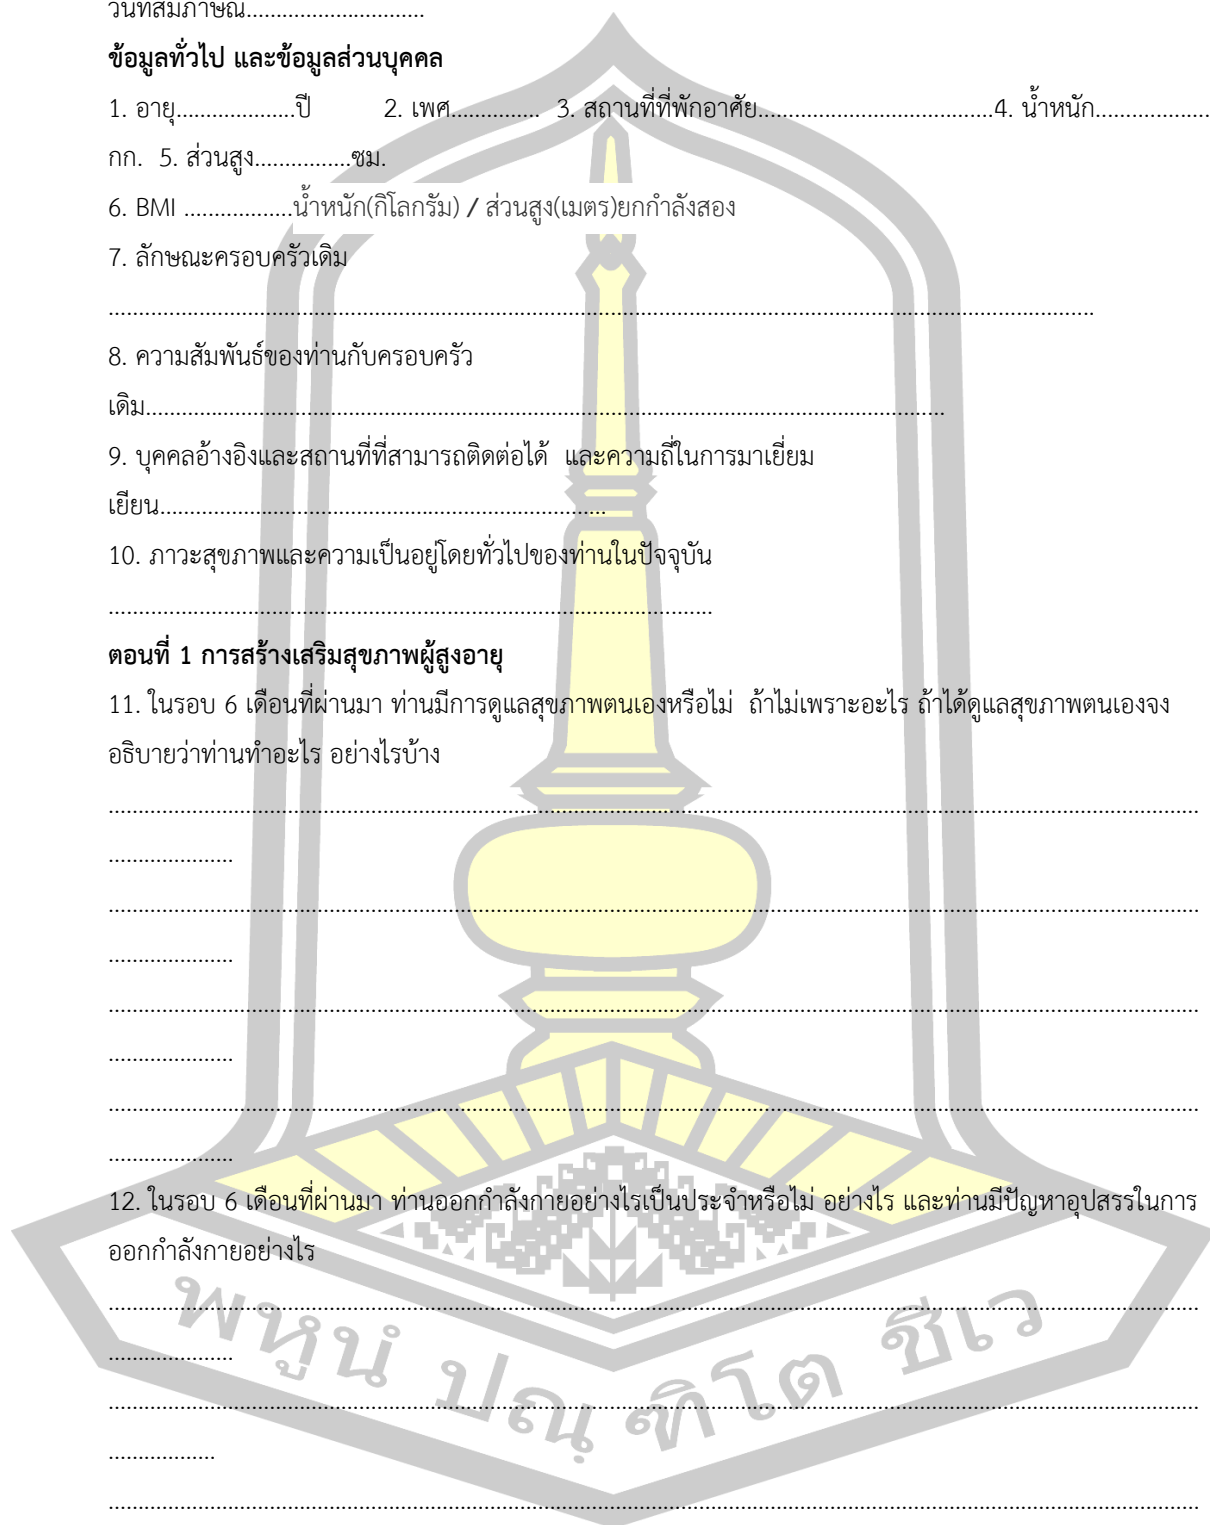 วันที่สัมภาษณ์..............................
ข้อมูลทั่วไป และข้อมูลส่วนบุคคล
1. อายุ....................ปี 2. เพศ............... 3. สถานที่ที่พักอาศัย........................................4. น้ำหนัก...................
กก. 5. ส่วนสูง................ซม.
6. BMI ..................น้ำหนัก(กิโลกรัม) / ส่วนสูง(เมตร)ยกกำลังสอง
7. ลักษณะครอบครัวเดิม
......................................................................................................................................................................
8. ความสัมพันธ์ของท่านกับครอบครัว
เดิม.......................................................................................................................................
9. บุคคลอ้างอิงและสถานที่ที่สามารถติดต่อได้ และความถี่ในการมาเยี่ยม
เยียน...........................................................................
10. ภาวะสุขภาพและความเป็นอยู่โดยทั่วไปของท่านในปัจจุบัน
.....................................................................................................
ตอนที่ 1 การสร้างเสริมสุขภาพผู้สูงอายุ
11. ในรอบ 6 เดือนที่ผ่านมา ท่านมีการดูแลสุขภาพตนเองหรือไม่ ถ้าไม่เพราะอะไร ถ้าได้ดูแลสุขภาพตนเองจง
อธิบายว่าท่านทำอะไร อย่างไรบ้าง
........................................................................................................................................................................................
.....................
........................................................................................................................................................................................
.....................
........................................................................................................................................................................................
.....................
........................................................................................................................................................................................
.....................
12. ในรอบ 6 เดือนที่ผ่านมา ท่านออกกำลังกายอย่างไรเป็นประจำหรือไม่ อย่างไร และท่านมีปัญหาอุปสรรในการ
ออกกำลังกายอย่างไร
........................................................................................................................................................................................
.....................
........................................................................................................................................................................................
..................
........................................................................................................................................................................................
พหูนํ ปณฺ ฑิโต ชีเว